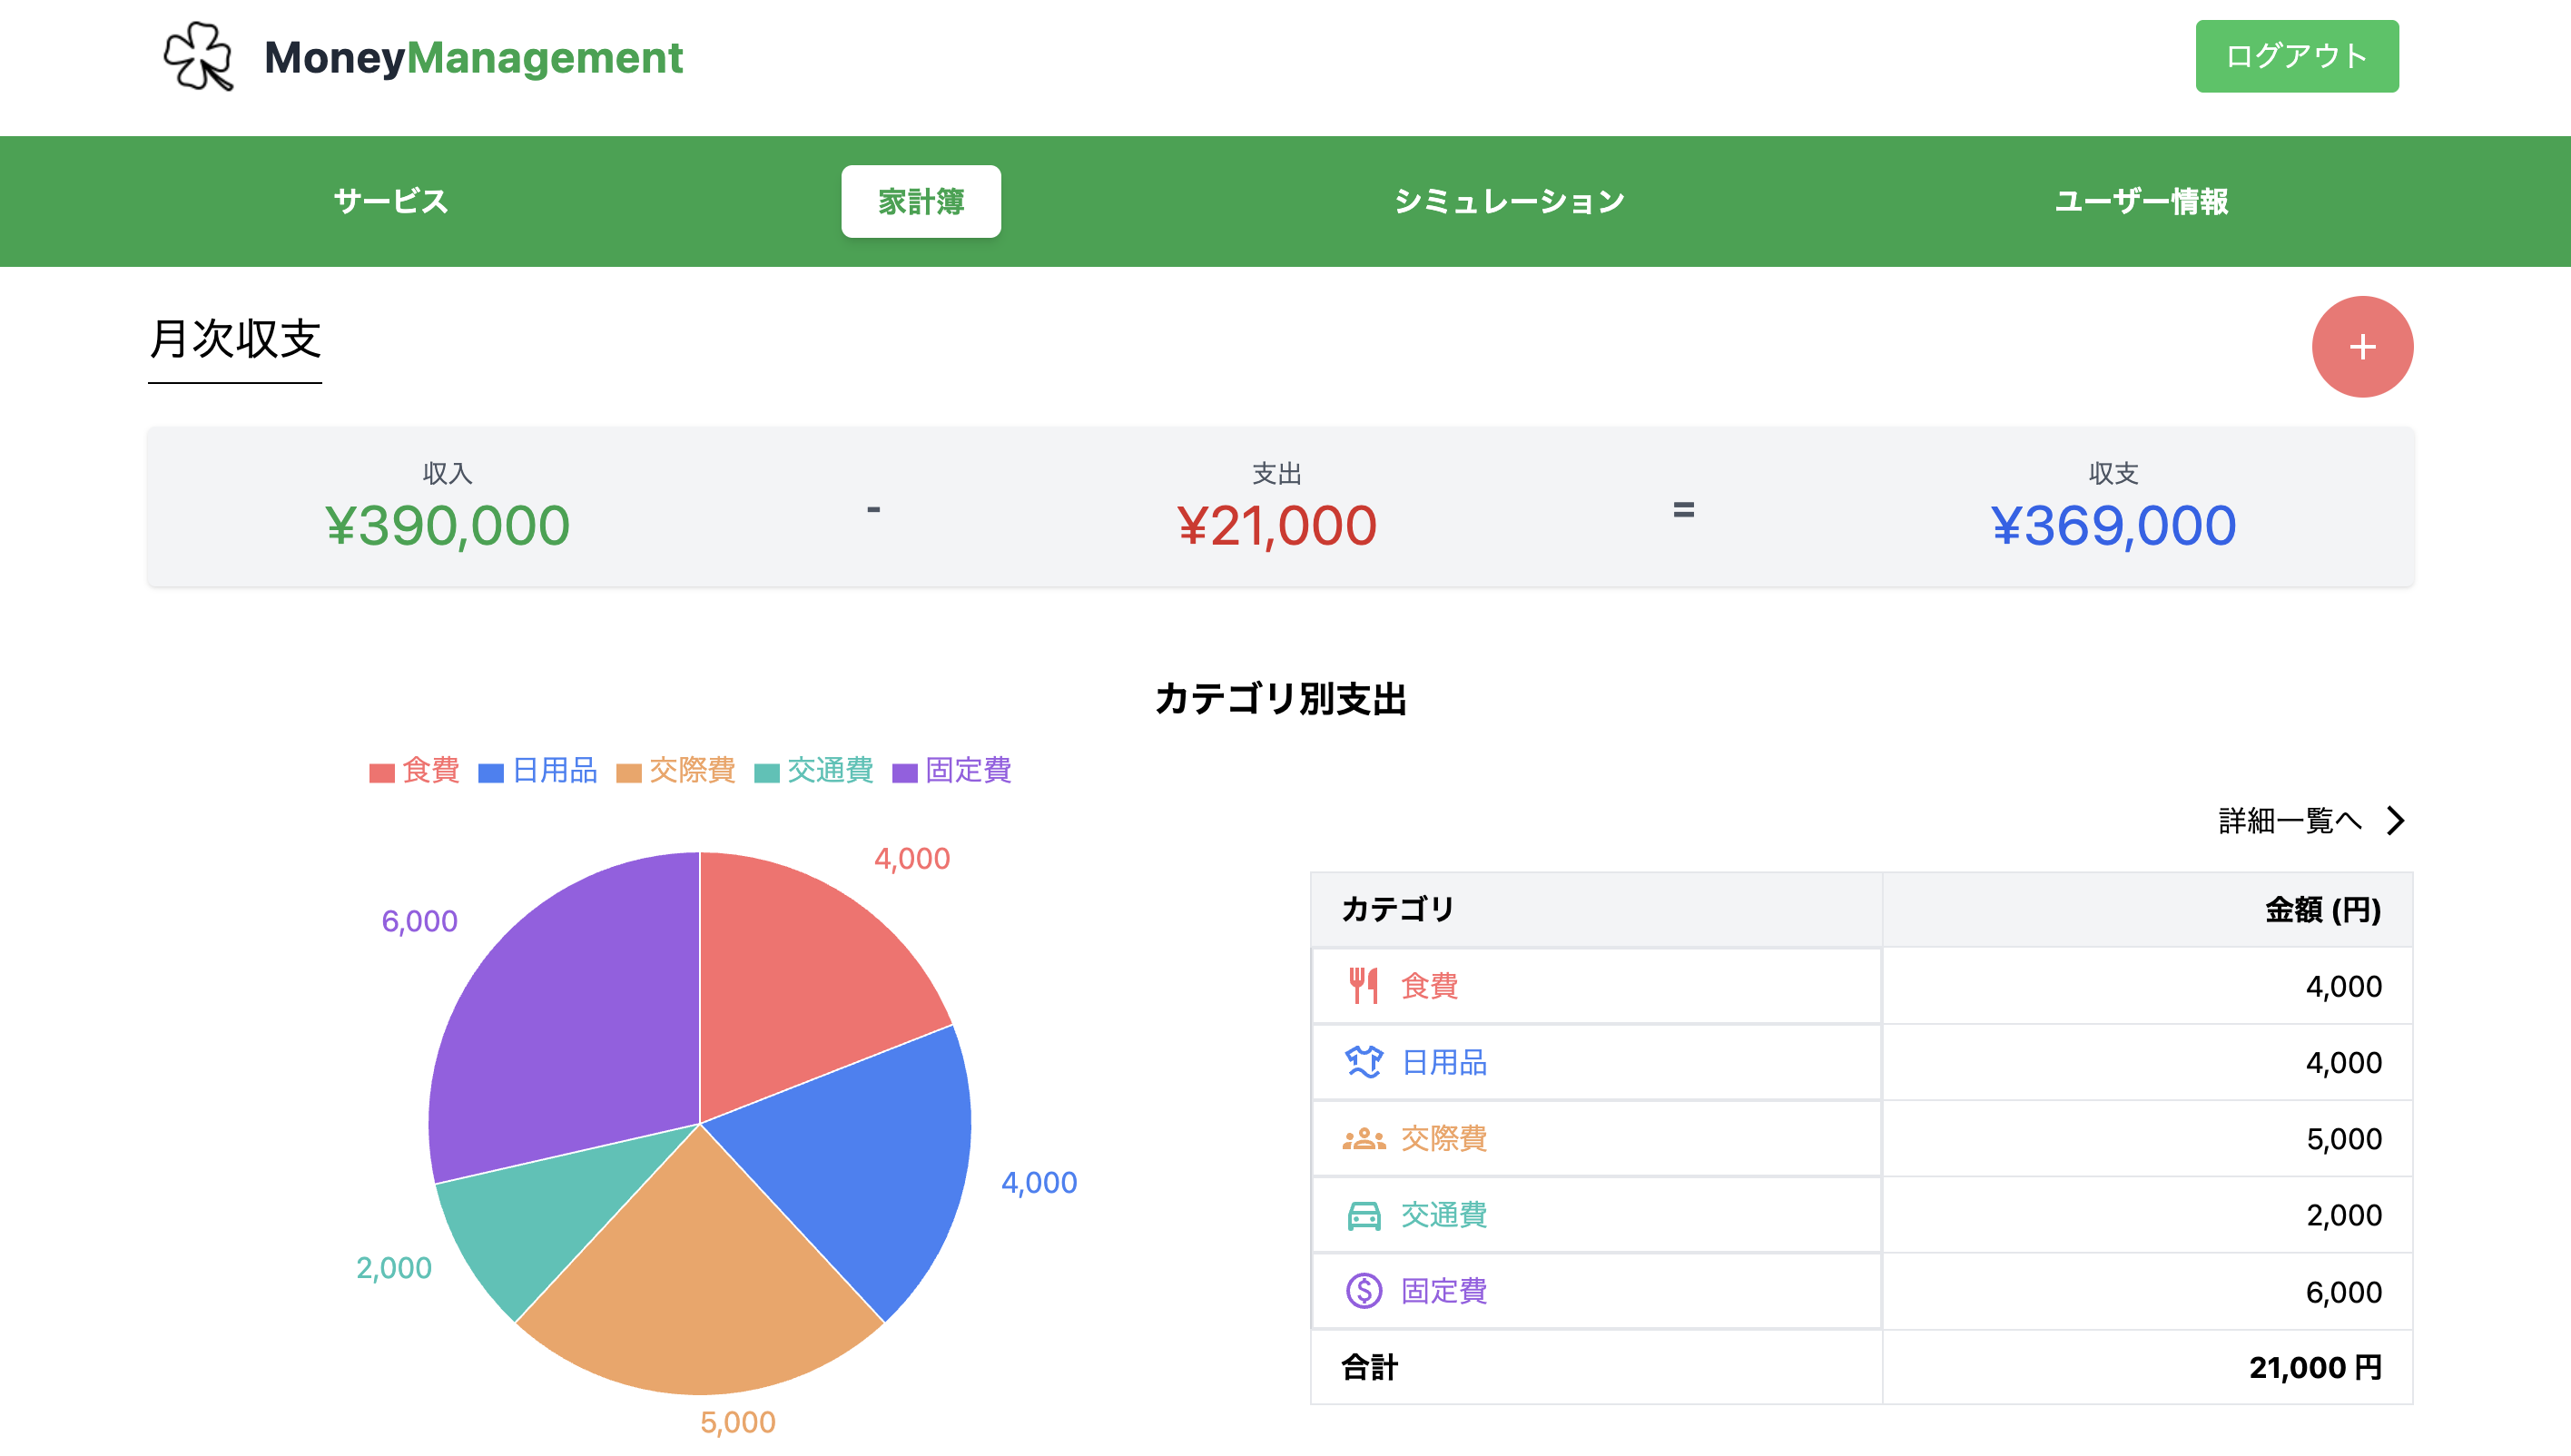 MoneyManagement
ログアウト
サービス 家計簿 シミュレーション ユーザー情報
月次収支
+
収入 支出 収支
¥390,000 - ¥21,000 = ¥369,000
カテゴリ別支出
食費 日用品 交際費 交通費 固定費
4,000
6,000
4,000
2,000
5,000
詳細一覧へ
カテゴリ 金額 (円)
食費 4,000
日用品 4,000
交際費 5,000
交通費 2,000
固定費 6,000
合計 21,000 円